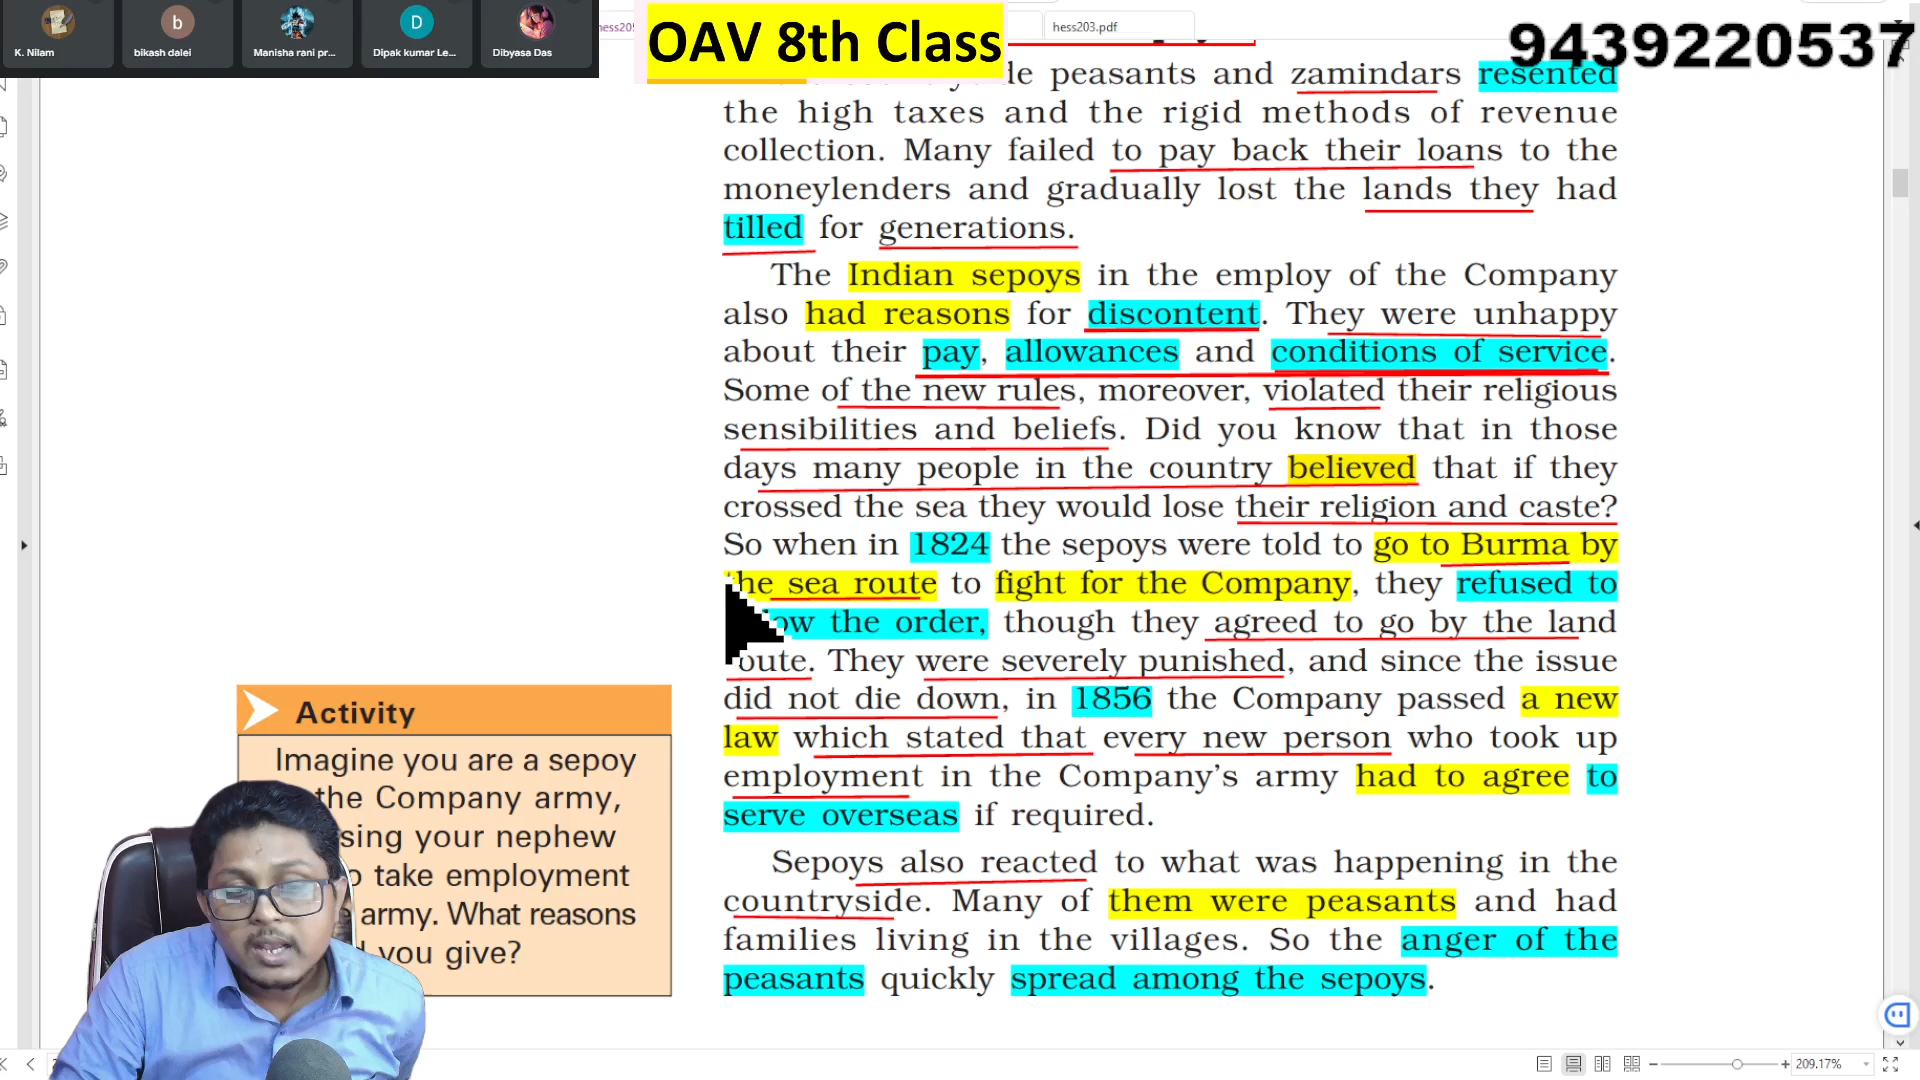 K. Nilam
bikash dalei
Manisha rani pr...
Dipak kumar Le...
Dibyasa Das
OAV 8th Class
hess203.pdf
9439220537
peasants and zamindars resented
the high taxes and the rigid methods of revenue
collection. Many failed to pay back their loans to the
moneylenders and gradually lost the lands they had
tilled for generations.
The Indian sepoys in the employ of the Company
also had reasons for discontent. They were unhappy
about their pay, allowances and conditions of service.
Some of the new rules, moreover, violated their religious
sensibilities and beliefs. Did you know that in those
days many people in the country believed that if they
crossed the sea they would lose their religion and caste?
So when in 1824 the sepoys were told to go to Burma by
the sea route to fight for the Company, they refused to
the order, though they agreed to go by the land
oute. They were severely punished, and since the issue
did not die down, in 1856 the Company passed a new
law which stated that every new person who took up
employment in the Company's army had to agree to
serve overseas if required.
Sepoys also reacted to what was happening in the
countryside. Many of them were peasants and had
families living in the villages. So the anger of the
peasants quickly spread among the sepoys.
Activity
Imagine you are a sepoy
the Company army,
sing your nephew
take employment
army. What reasons
you give?
209.17%